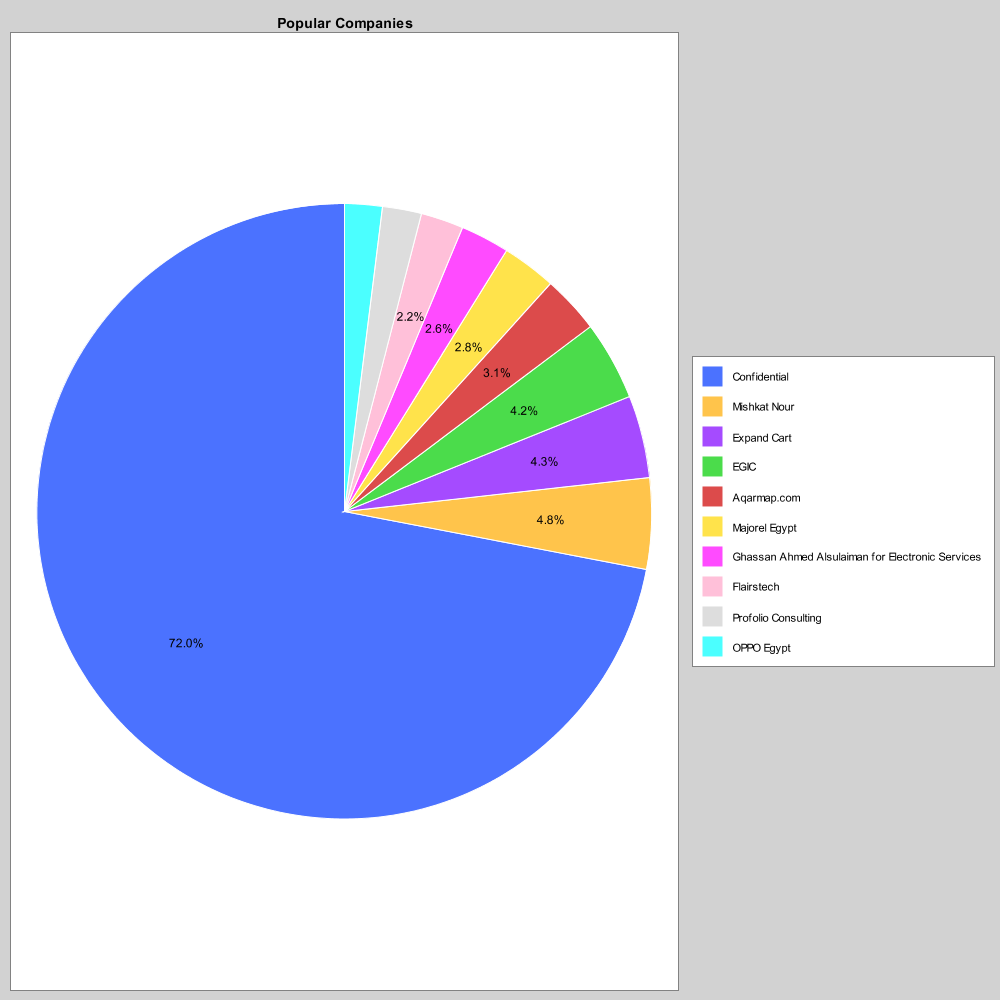 Popular Companies
2.2%
2.6%
2.8%
3.1%
4.2%
4.3%
4.8%
72.0%
Confidential
Mishkat Nour
Expand Cart
EGIC
Aqarmap.com
Majorel Egypt
Ghassan Ahmed Alsulaiman for Electronic Services
Flairstech
Profolio Consulting
OPPO Egypt